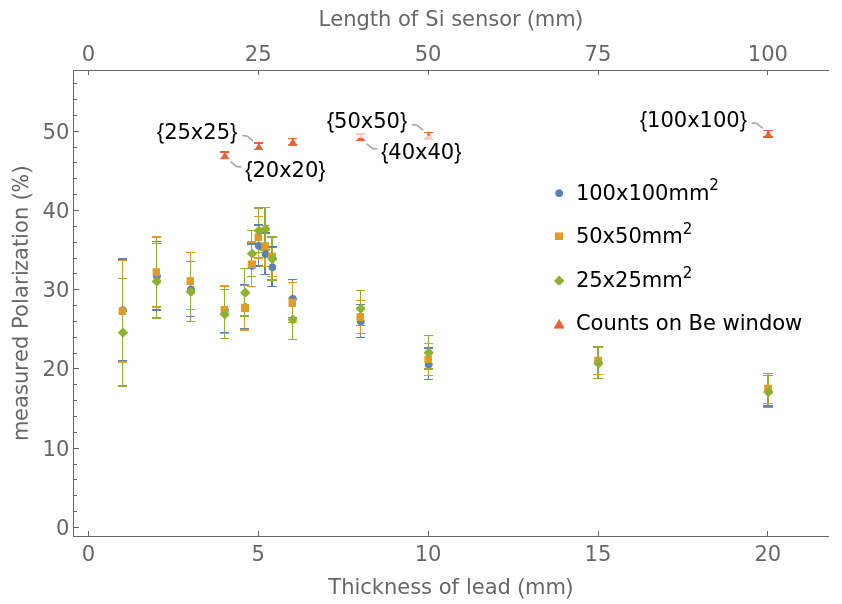 Length of Si sensor (mm)
0 25 50 75 100
{25x25}
{50x50}
{100x100}
{20x20}
{40x40}
100x100mm²
50x50mm²
25x25mm²
Counts on Be window
measured Polarization (%)
50
40
30
20
10
0
0 5 10 15 20
Thickness of lead (mm)